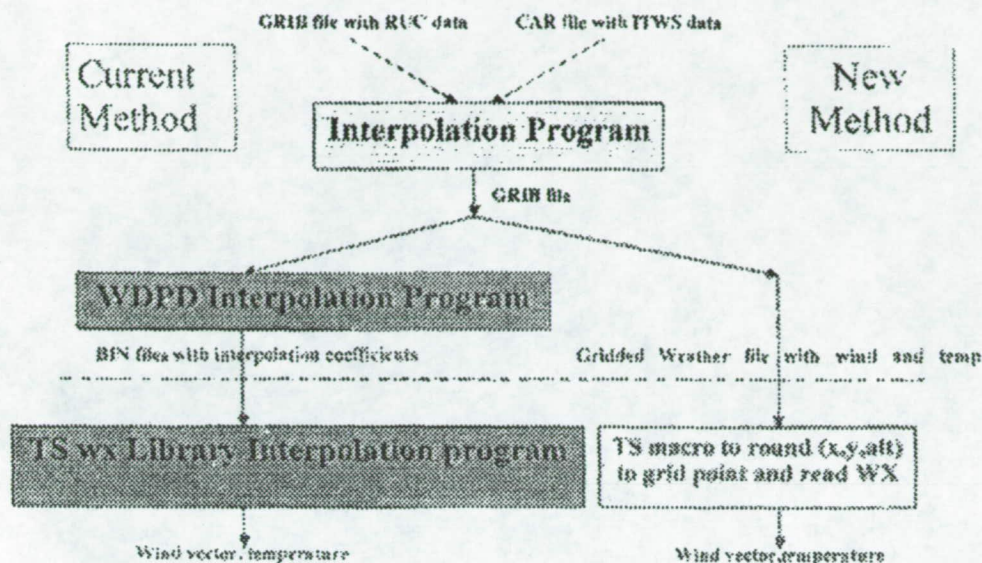 GRIB file with RUC data
CAR file with ITWS data
Current
Method
New
Method
Interpolation Program
GRIB file
WDPD Interpolation Program
BIN files with interpolation coefficients
Gridded Weather file with wind and temp
TS wx Library Interpolation program
TS macro to round (x,y,alt)
to grid point and read WX
Wind vector, temperature
Wind vector,temperature